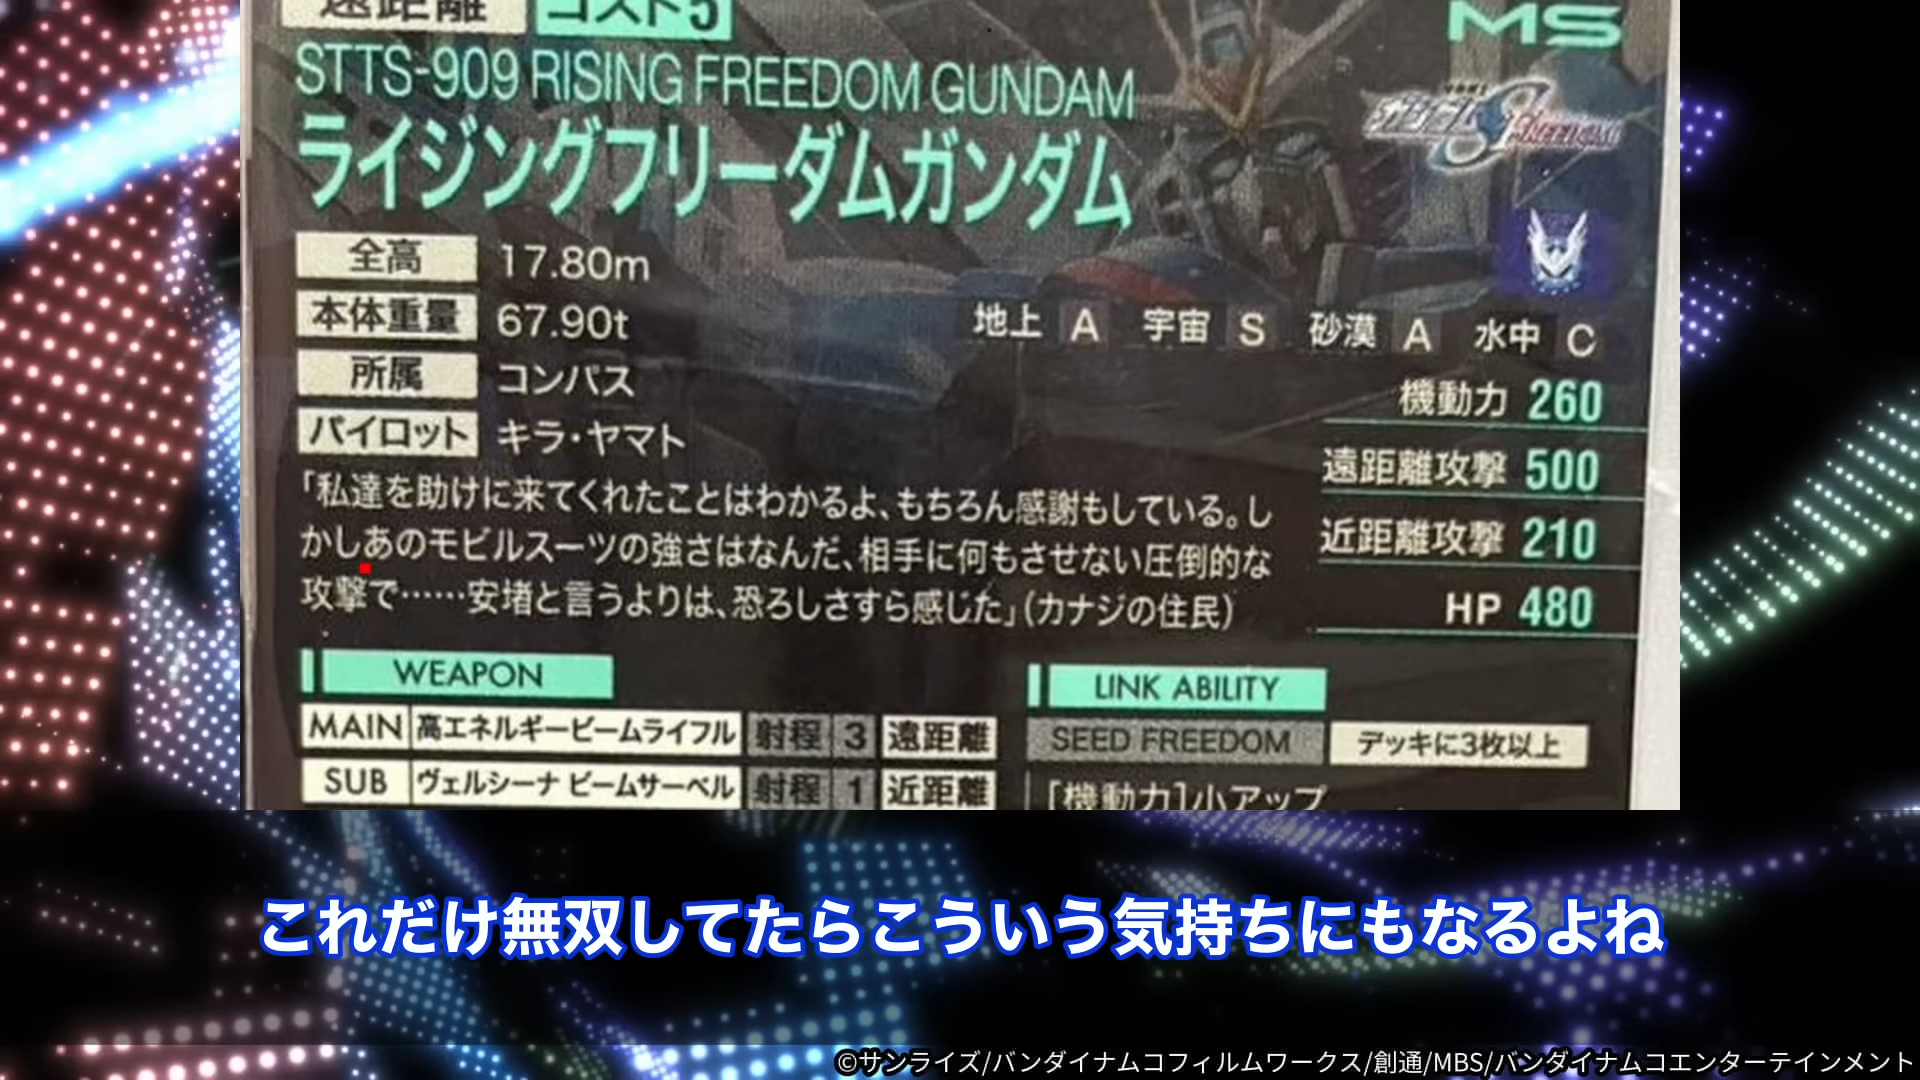 遠距離 コスト5
MS
STTS-909 RISING FREEDOM GUNDAM
ライジングフリーダムガンダム
全高 17.80m
本体重量 67.90t
所属 コンパス
パイロット キラ・ヤマト
地上 A 宇宙 S 砂漠 A 水中 C
機動力 260
遠距離攻撃 500
近距離攻撃 210
HP 480
「私達を助けに来てくれたことはわかるよ、もちろん感謝もしている。し
かしあのモビルスーツの強さはなんだ、相手に何もさせない圧倒的な
攻撃で……安堵と言うよりは、恐ろしさすら感じた」(カナジの住民)
WEAPON
MAIN 高エネルギービームライフル 射程 3 遠距離
SUB ヴェルシーナ ビームサーベル 射程 1 近距離
LINK ABILITY
SEED FREEDOM デッキに3枚以上
[機動力]小アップ
これだけ無双してたらこういう気持ちにもなるよね
©サンライズ/バンダイナムコフィルムワークス/創通/MBS/バンダイナムコエンターテインメント